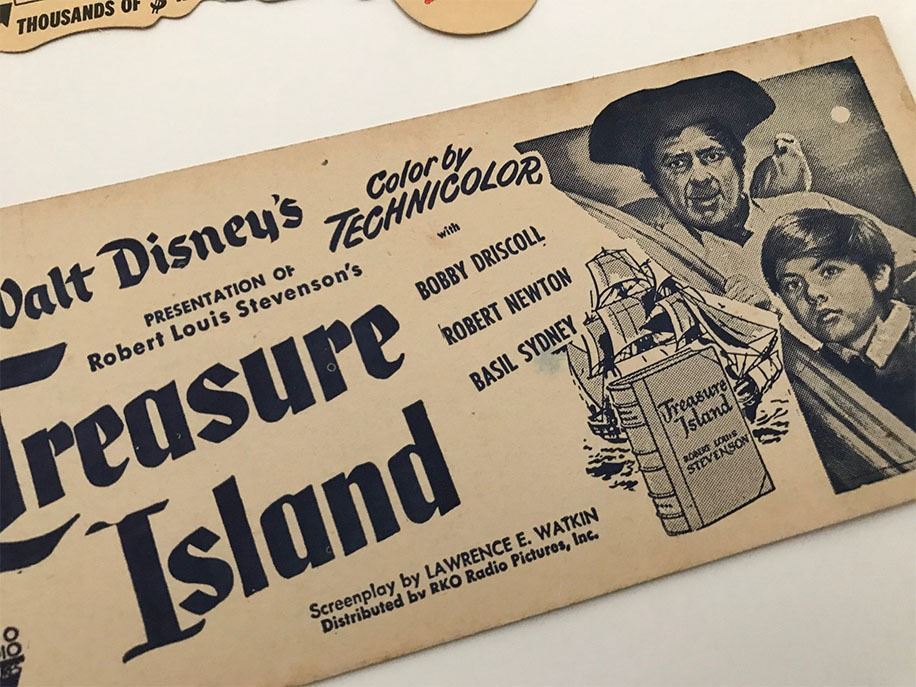 THOUSANDS OF $
Walt Disney's
PRESENTATION OF
Robert Louis Stevenson's
Treasure
Island
Color by
TECHNICOLOR
with
BOBBY DRISCOLL
ROBERT NEWTON
BASIL SYDNEY
Treasure
Island
ROBERT LOUIS
STEVENSON
Screenplay by LAWRENCE E. WATKIN
Distributed by RKO Radio Pictures, Inc.